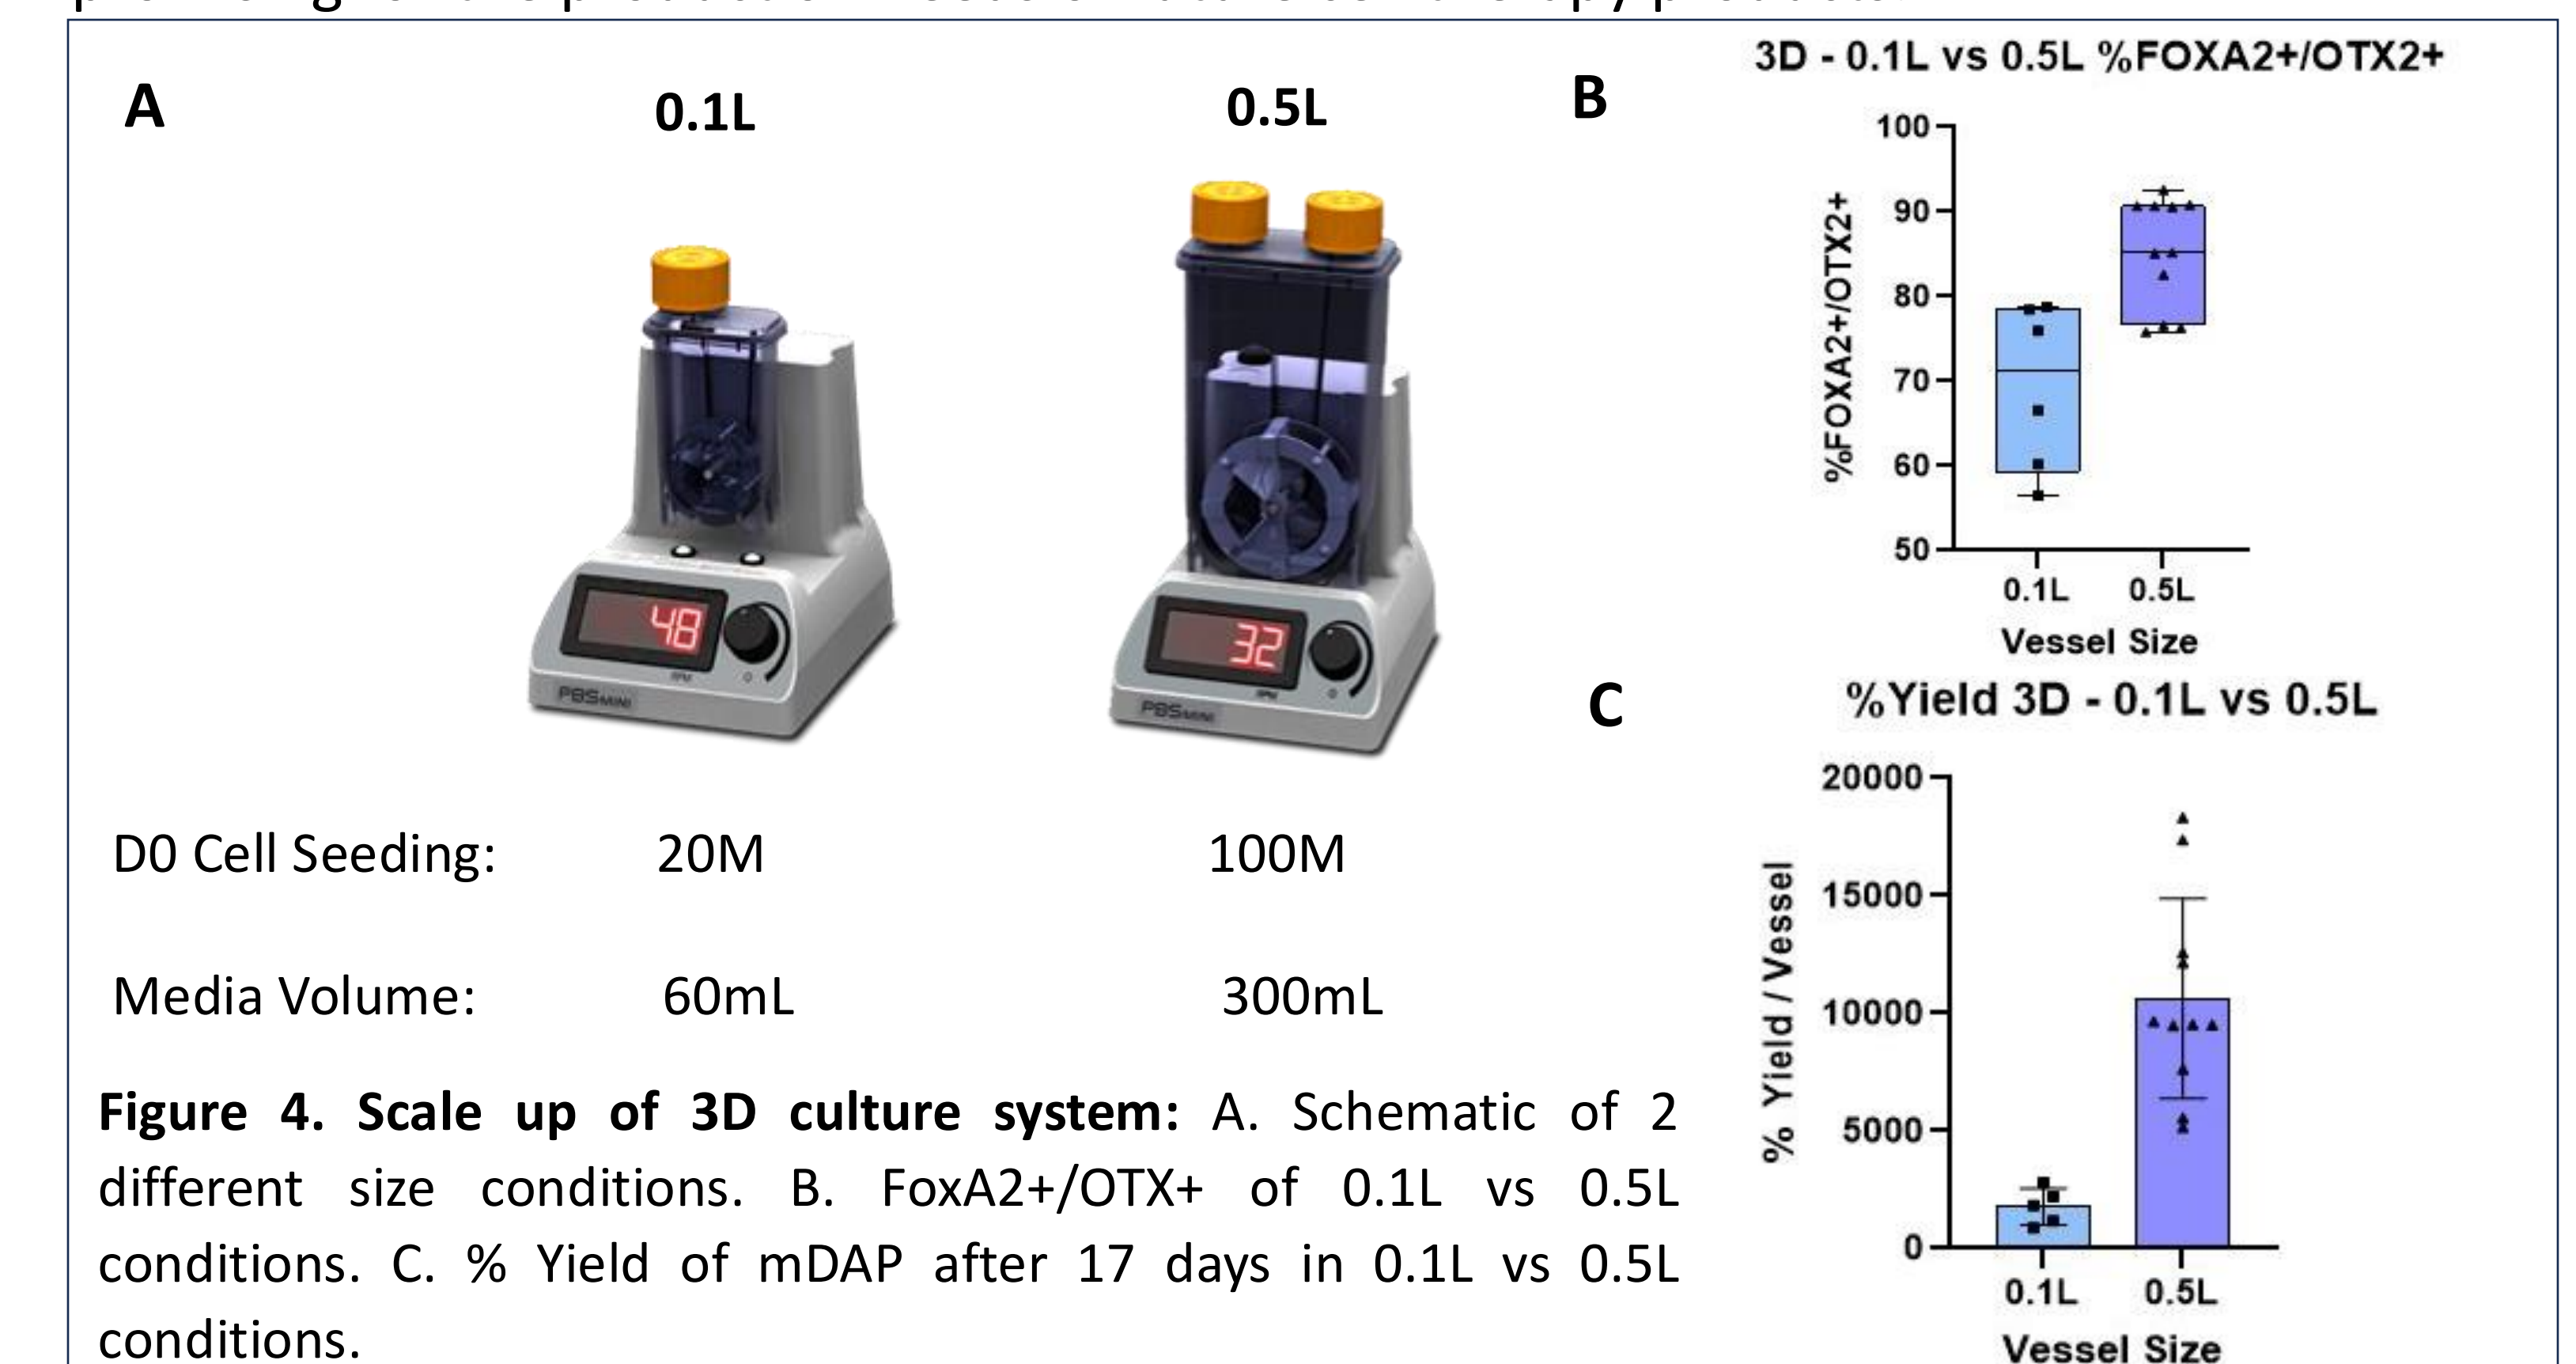 A
0.1L
0.5L
48
RPM
PBSMINI
32
RPM
PBSMINI
D0 Cell Seeding:
20M
100M
Media Volume:
60mL
300mL
B
3D - 0.1L vs 0.5L %FOXA2+/OTX2+
%FOXA2+/OTX2+
100
90
80
70
60
50
0.1L
0.5L
Vessel Size
C
%Yield 3D - 0.1L vs 0.5L
% Yield / Vessel
20000
15000
10000
5000
0
0.1L
0.5L
Vessel Size
Figure 4. Scale up of 3D culture system: A. Schematic of 2
different size conditions. B. FoxA2+/OTX+ of 0.1L vs 0.5L
conditions. C. % Yield of mDAP after 17 days in 0.1L vs 0.5L
conditions.